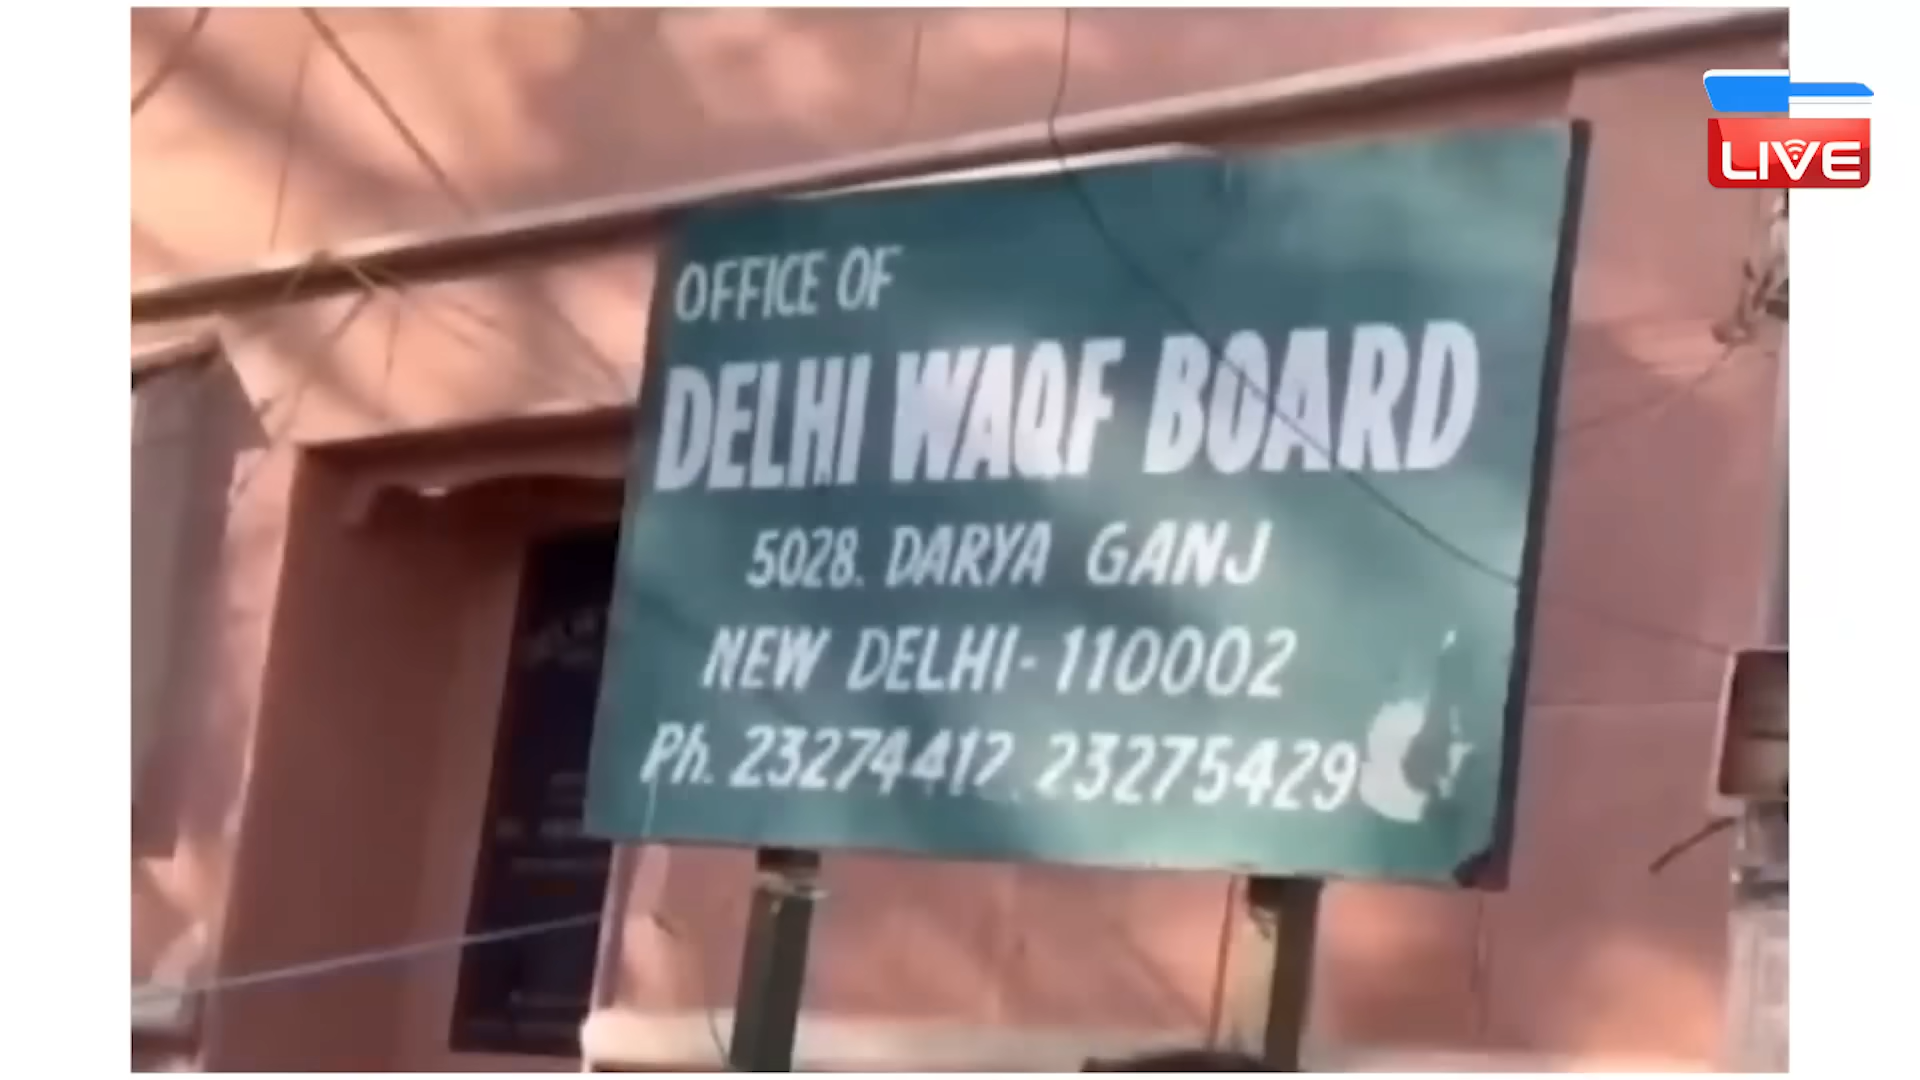 LIVE
OFFICE OF
DELHI WAQF BOARD
5028. DARYA GANJ
NEW DELHI-110002
Ph. 23274417, 23275429